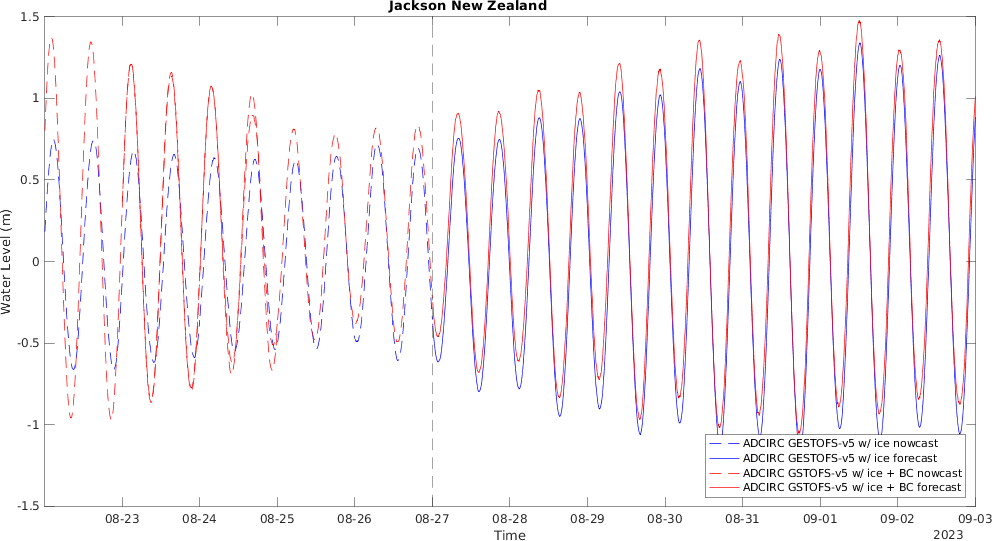 Jackson New Zealand
Water Level (m)
1.5
1
0.5
0
-0.5
-1
-1.5
08-23 08-24 08-25 08-26 08-27 08-28 08-29 08-30 08-31 09-01 09-02 09-03
Time
2023
ADCIRC GESTOFS-v5 w/ ice nowcast
ADCIRC GESTOFS-v5 w/ ice forecast
ADCIRC GSTOFS-v5 w/ ice + BC nowcast
ADCIRC GSTOFS-v5 w/ ice + BC forecast